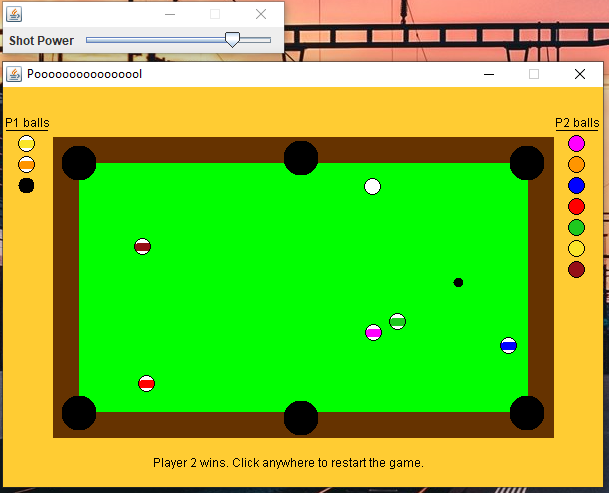 Shot Power
Poooooooooooooool
P1 balls
P2 balls
Player 2 wins. Click anywhere to restart the game.